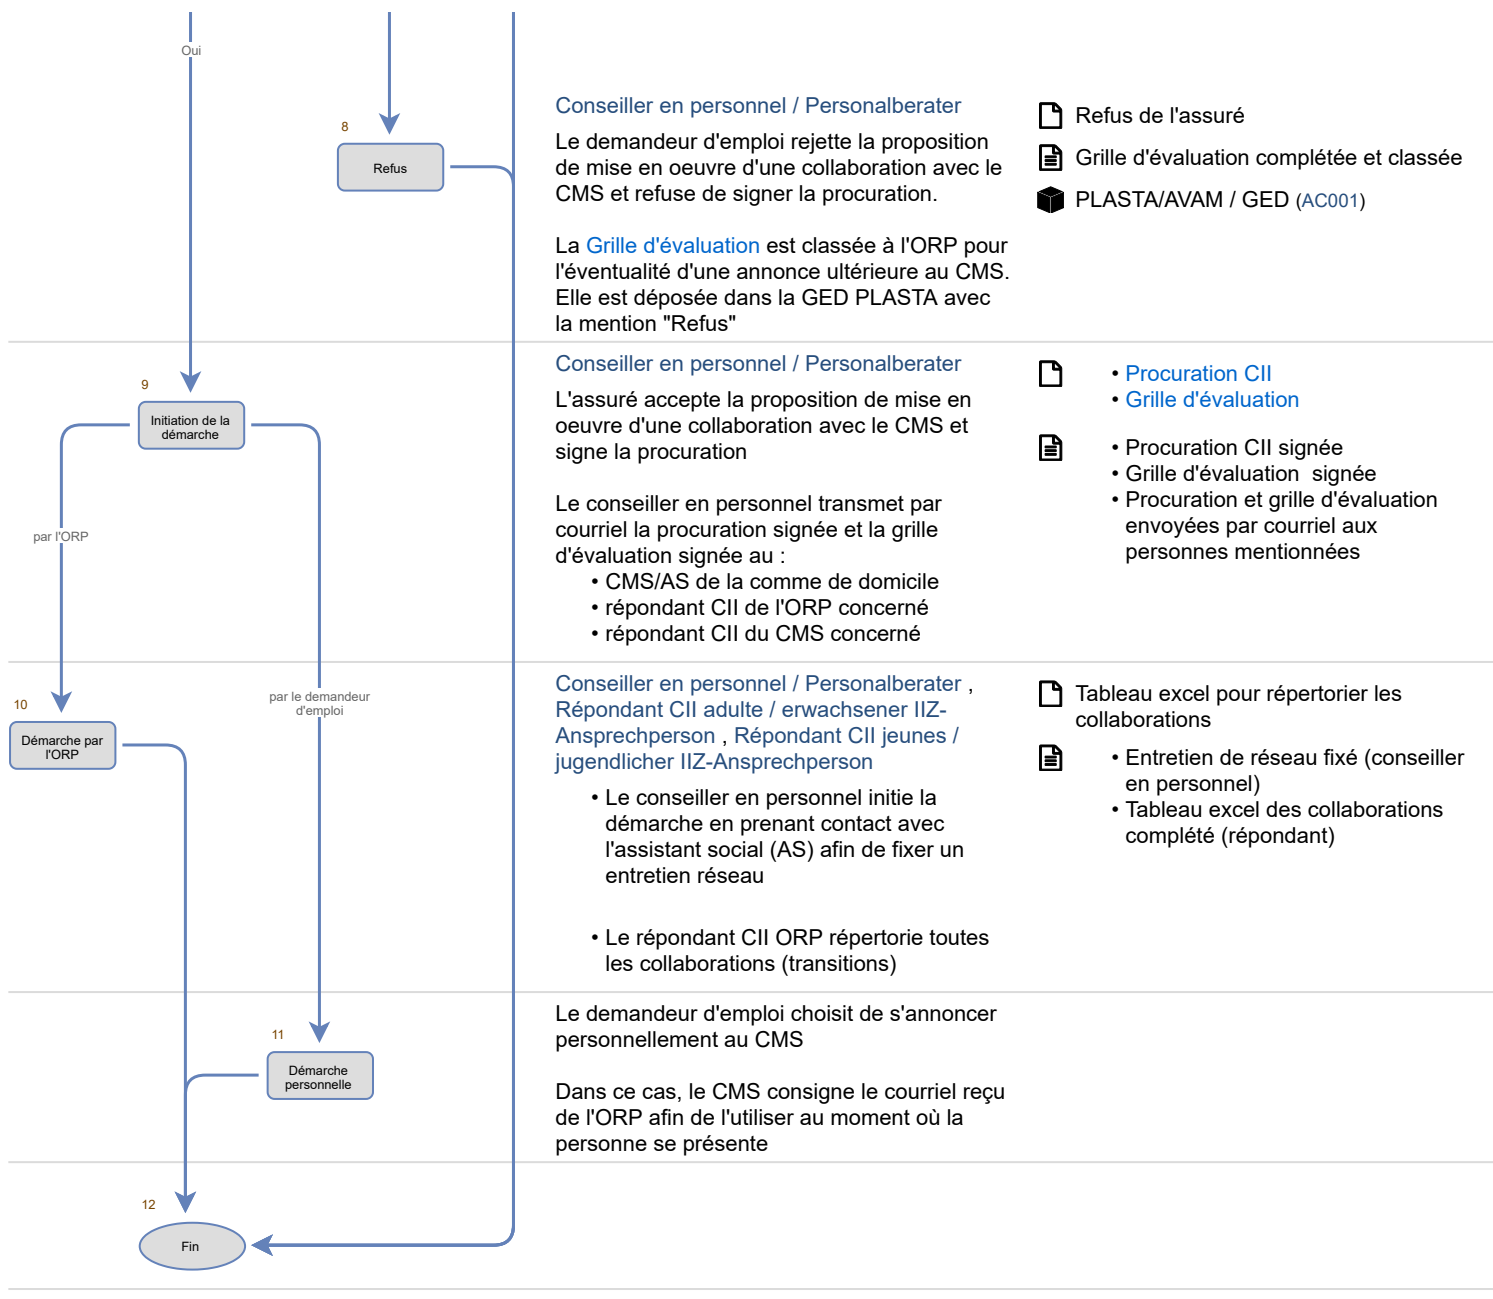 Oui
8
Refus
Conseiller en personnel / Personalberater
Le demandeur d'emploi rejette la proposition
de mise en oeuvre d'une collaboration avec le
CMS et refuse de signer la procuration.
La Grille d'évaluation est classée à l'ORP pour
l'éventualité d'une annonce ultérieure au CMS.
Elle est déposée dans la GED PLASTA avec
la mention "Refus"
Refus de l'assuré
Grille d'évaluation complétée et classée
PLASTA/AVAM / GED (AC001)
9
Initiation de la
démarche
par l'ORP
Conseiller en personnel / Personalberater
L'assuré accepte la proposition de mise en
oeuvre d'une collaboration avec le CMS et
signe la procuration
Le conseiller en personnel transmet par
courriel la procuration signée et la grille
d'évaluation signée au :
• CMS/AS de la comme de domicile
• répondant CII de l'ORP concerné
• répondant CII du CMS concerné
• Procuration CII
• Grille d'évaluation
• Procuration CII signée
• Grille d'évaluation  signée
• Procuration et grille d'évaluation
envoyées par courriel aux
personnes mentionnées
par le demandeur
d'emploi
10
Démarche par
l'ORP
Conseiller en personnel / Personalberater ,
Répondant CII adulte / erwachsener IIZ-
Ansprechperson , Répondant CII jeunes /
jugendlicher IIZ-Ansprechperson
• Le conseiller en personnel initie la
démarche en prenant contact avec
l'assistant social (AS) afin de fixer un
entretien réseau
• Le répondant CII ORP répertorie toutes
les collaborations (transitions)
Tableau excel pour répertorier les
collaborations
• Entretien de réseau fixé (conseiller
en personnel)
• Tableau excel des collaborations
complété (répondant)
11
Démarche
personnelle
Le demandeur d'emploi choisit de s'annoncer
personnellement au CMS
Dans ce cas, le CMS consigne le courriel reçu
de l'ORP afin de l'utiliser au moment où la
personne se présente
12
Fin